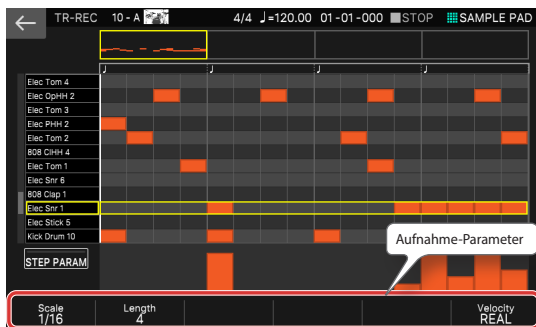 TR-REC 10 - A 4/4 ♩=120.00 01-01-000 STOP SAMPLE PAD
Elec Tom 4
Elec OpHH 2
Elec Tom 3
Elec PHH 2
Elec Tom 2
808 ClHH 4
Elec Tom 1
Elec Snr 6
808 Clap 1
Elec Snr 1
Elec Stick 5
Kick Drum 10
Aufnahme-Parameter
STEP PARAM
Scale Length Velocity
1/16 4 REAL